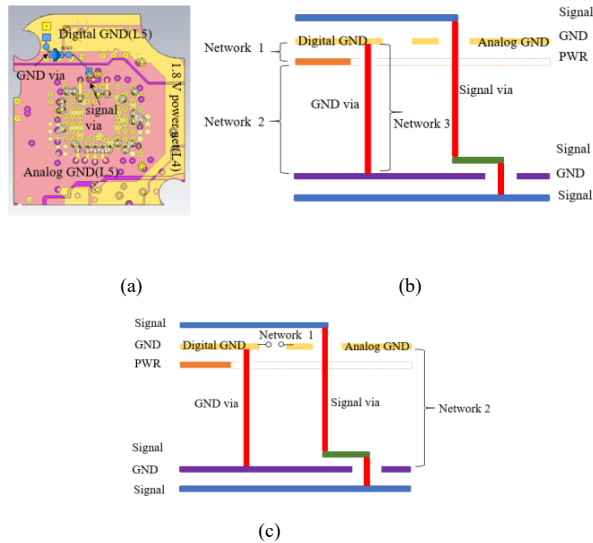 Digital GND(L5)
GND via
signal
via
1.8 V power net(L4)
Analog GND(L5)
(a)
Signal
GND
PWR
Network 1
Digital GND
Analog GND
Signal via
GND via
Network 2
Network 3
Signal
GND
Signal
(b)
Signal
GND
PWR
Digital GND
Network 1
Analog GND
GND via
Signal via
Network 2
Signal
GND
Signal
(c)